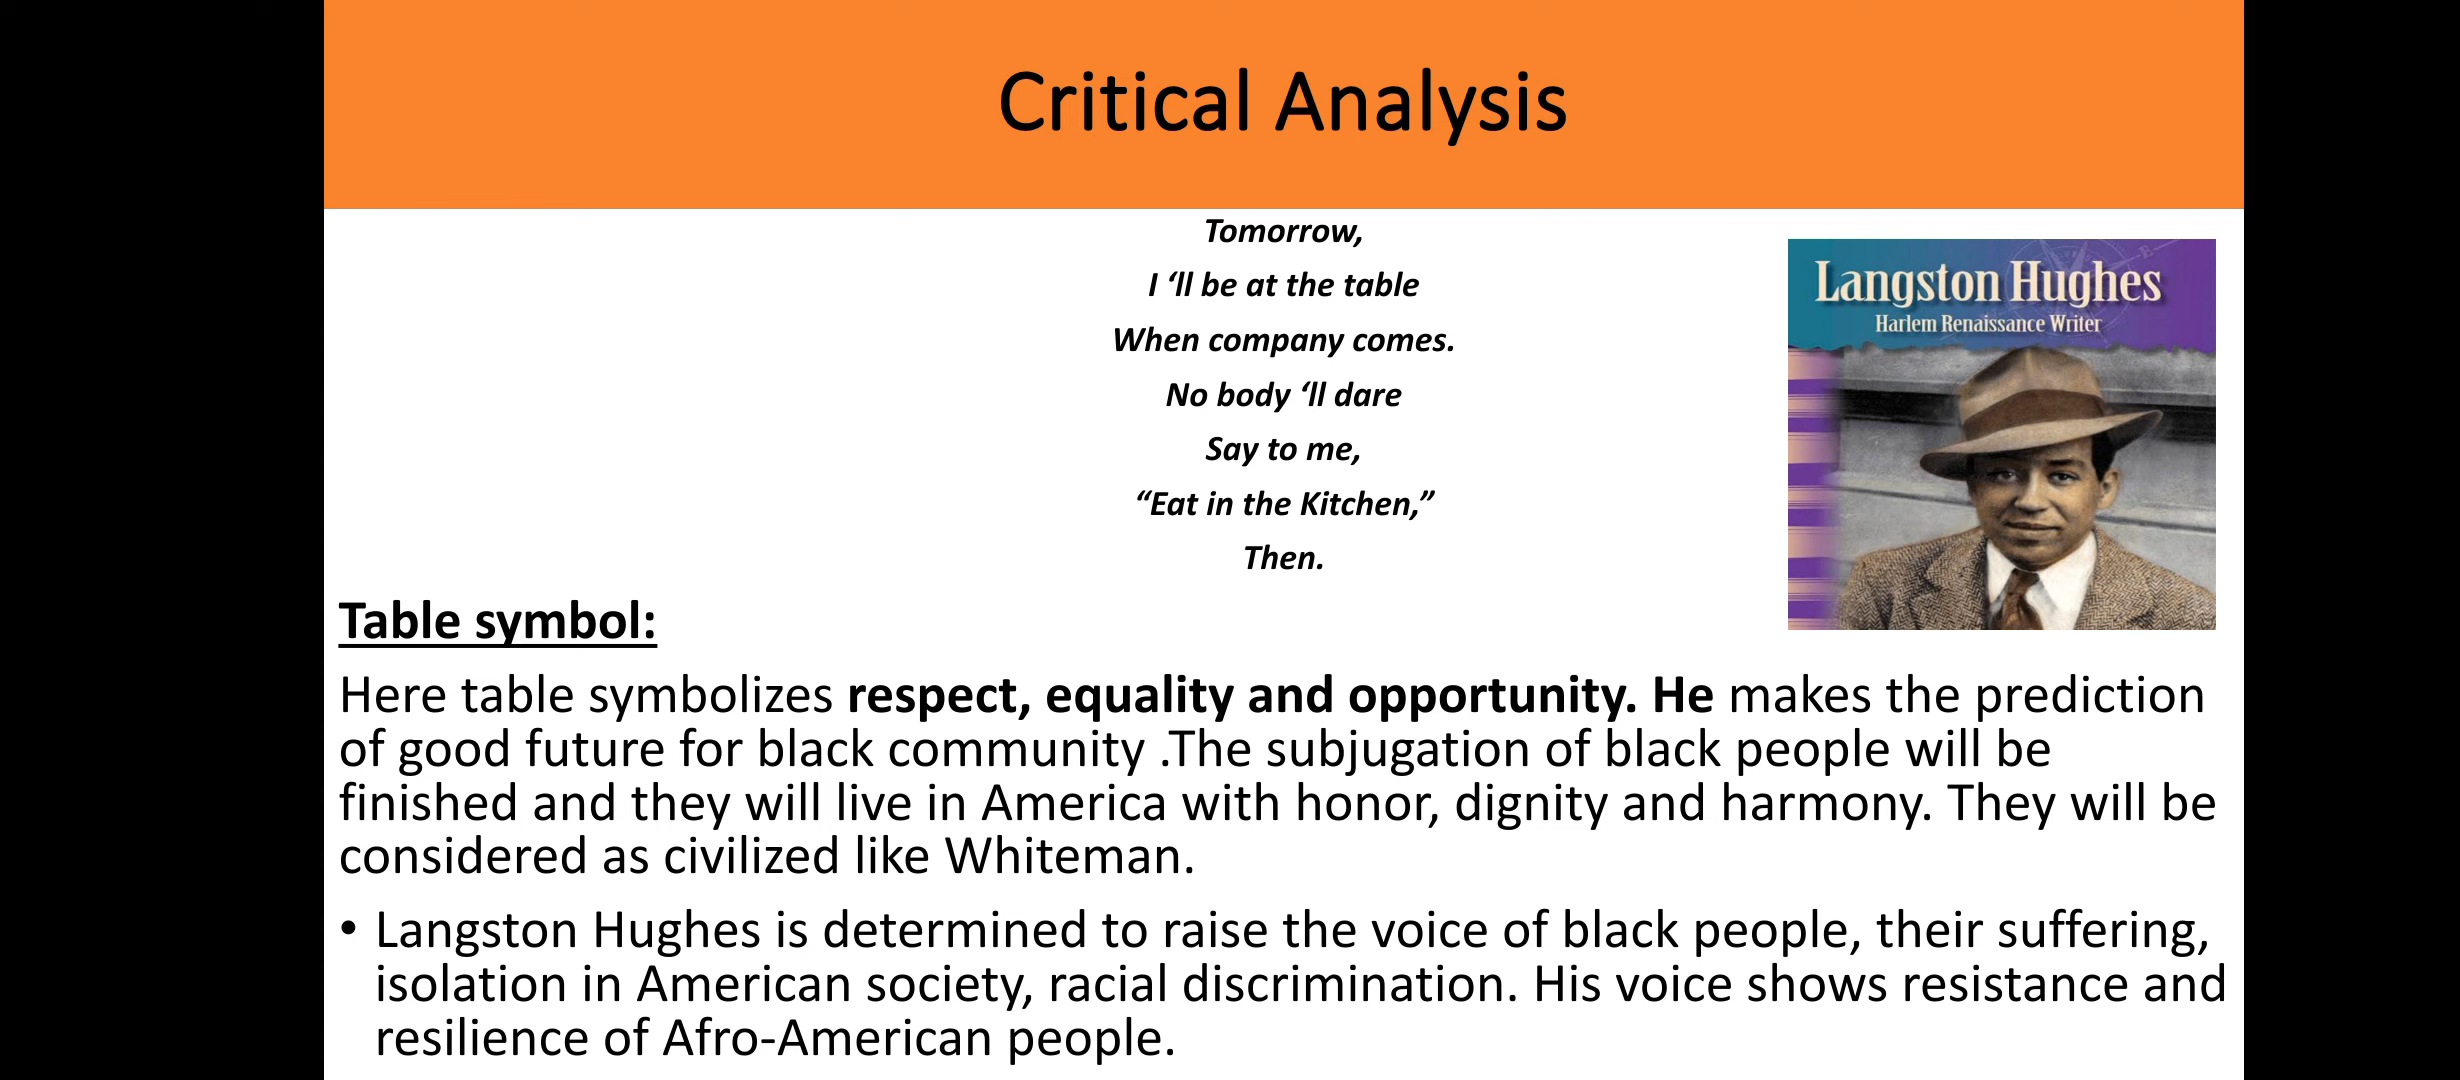 Critical Analysis
Tomorrow,
I ‘ll be at the table
When company comes.
No body ‘ll dare
Say to me,
“Eat in the Kitchen,”
Then.
Langston Hughes
Harlem Renaissance Writer
Table symbol:
Here table symbolizes respect, equality and opportunity. He makes the prediction
of good future for black community .The subjugation of black people will be
finished and they will live in America with honor, dignity and harmony. They will be
considered as civilized like Whiteman.
• Langston Hughes is determined to raise the voice of black people, their suffering,
isolation in American society, racial discrimination. His voice shows resistance and
resilience of Afro-American people.